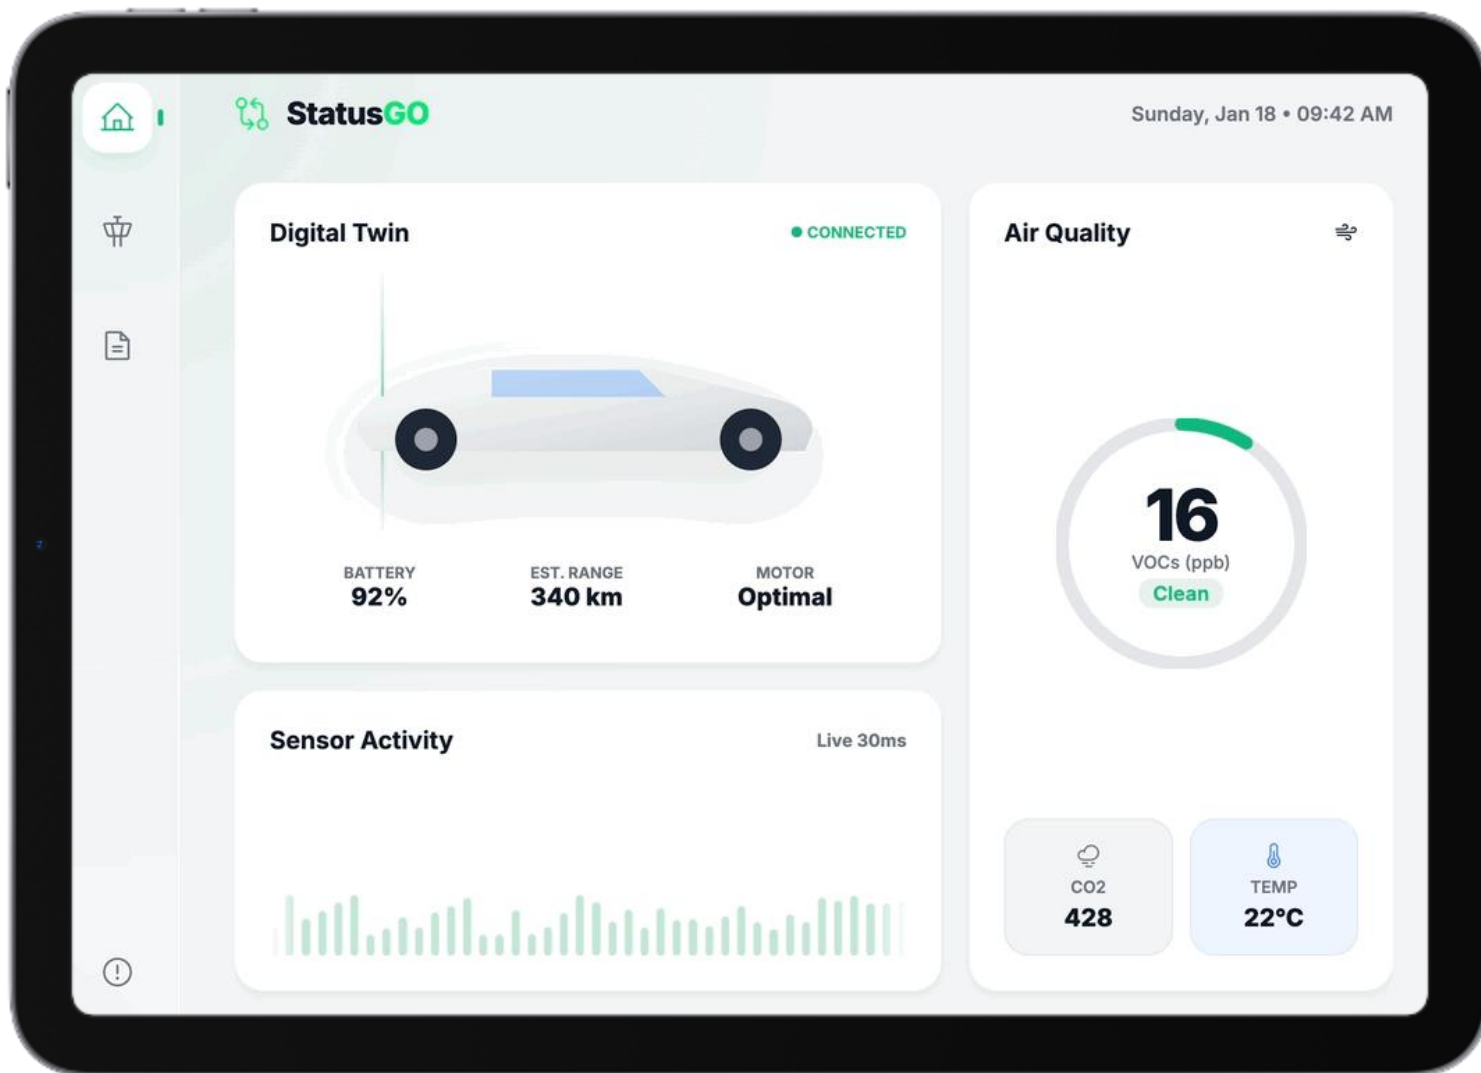 StatusGO
Sunday, Jan 18 • 09:42 AM
Digital Twin
CONNECTED
BATTERY
92%
EST. RANGE
340 km
MOTOR
Optimal
Sensor Activity
Live 30ms
Air Quality
16
VOCs (ppb)
Clean
CO2
428
TEMP
22°C